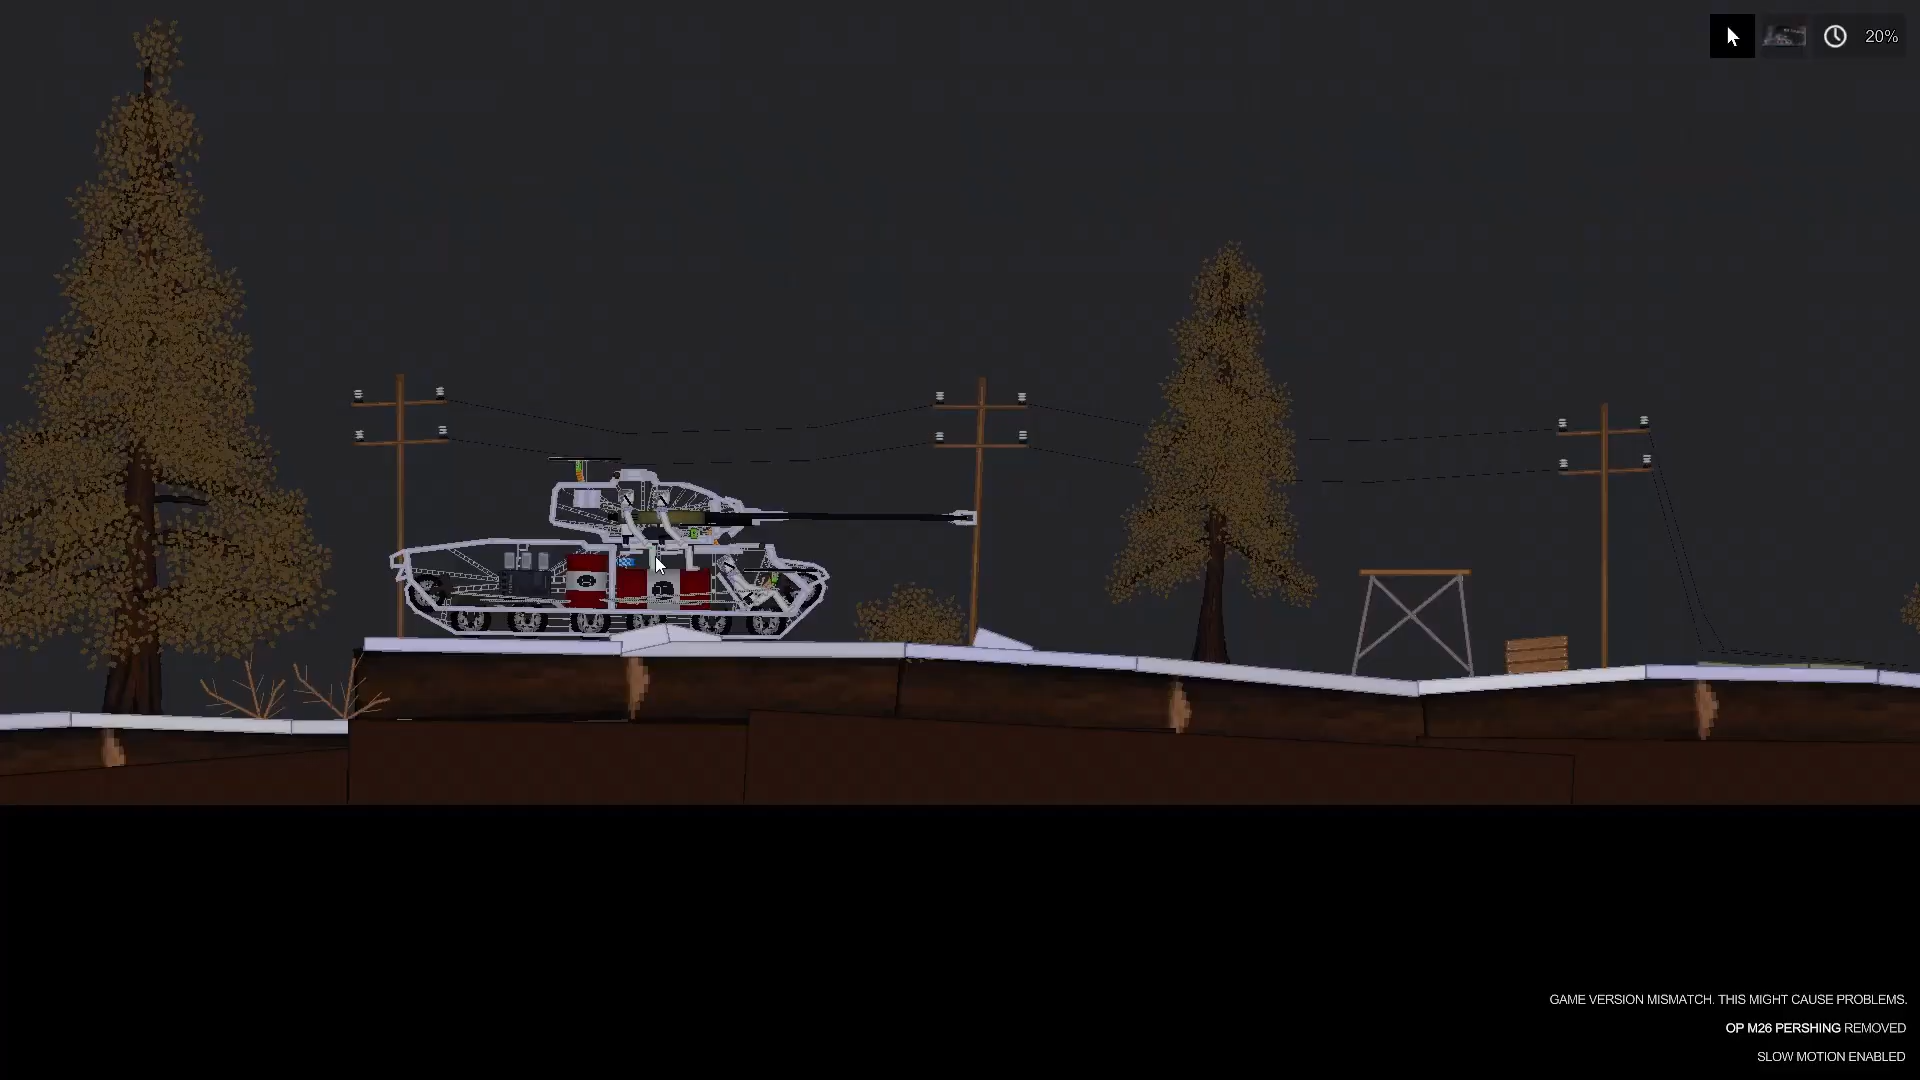 20%
GAME VERSION MISMATCH. THIS MIGHT CAUSE PROBLEMS.
OP M26 PERSHING REMOVED
SLOW MOTION ENABLED